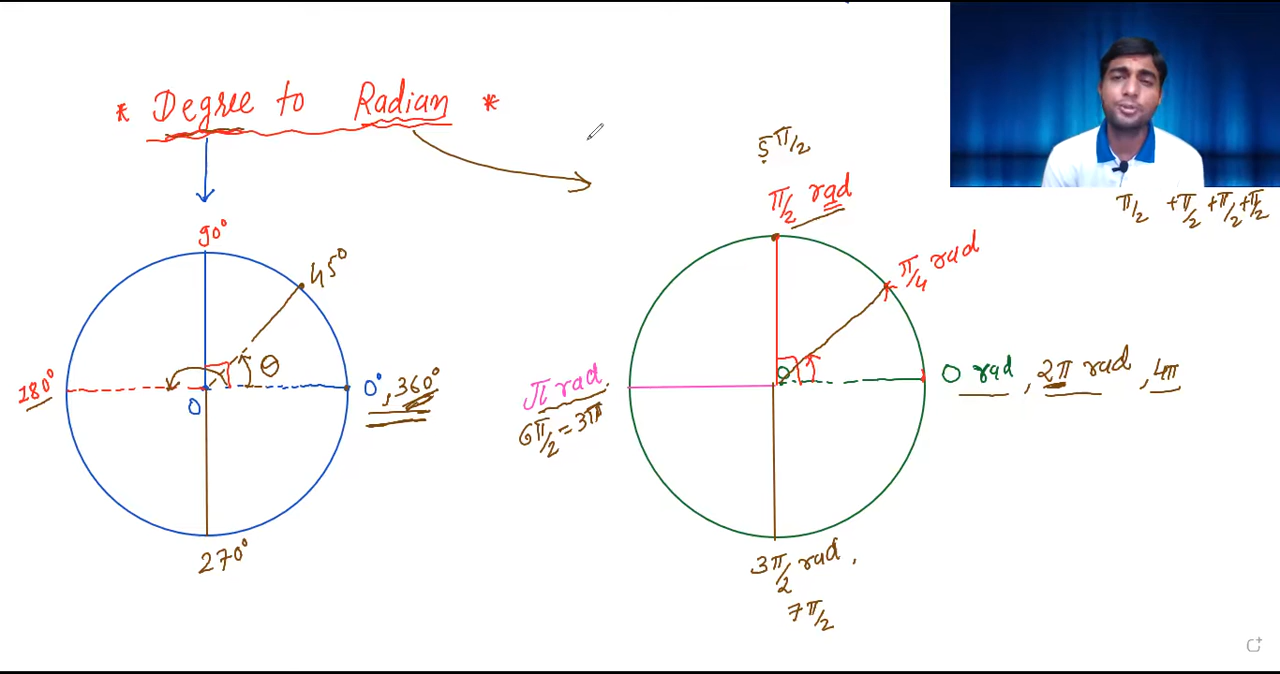 * Degree to Radian *
90°
45°
180°
θ
0°, 360°
O
270°
5π/2
π/2 rad
π/4 rad
π/2 +π/2 +π/2 +π/2
π rad
6π/2 = 3π
O
0 rad, 2π rad, 4π
3π/2 rad,
7π/2